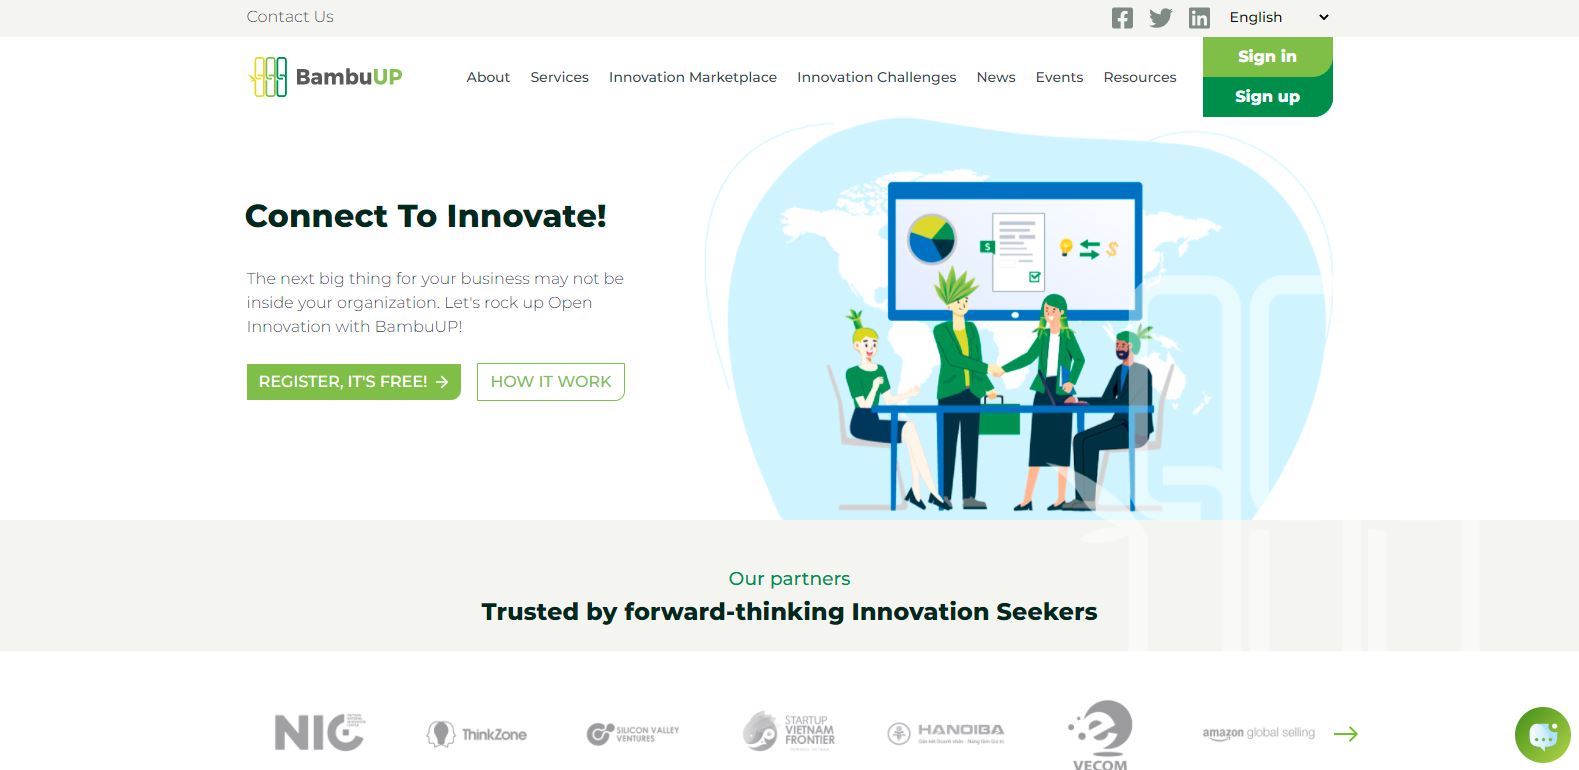 Contact Us
English
BambuUP
About Services Innovation Marketplace Innovation Challenges News Events Resources
Sign in
Sign up
Connect To Innovate!
The next big thing for your business may not be
inside your organization. Let's rock up Open
Innovation with BambuUP!
REGISTER, IT'S FREE! →
HOW IT WORK
Our partners
Trusted by forward-thinking Innovation Seekers
NIC
ThinkZone
SILICON VALLEY
VENTURES
STARTUP
VIETNAM
FRONTIER
HANOIBA
VECOM
amazon global selling